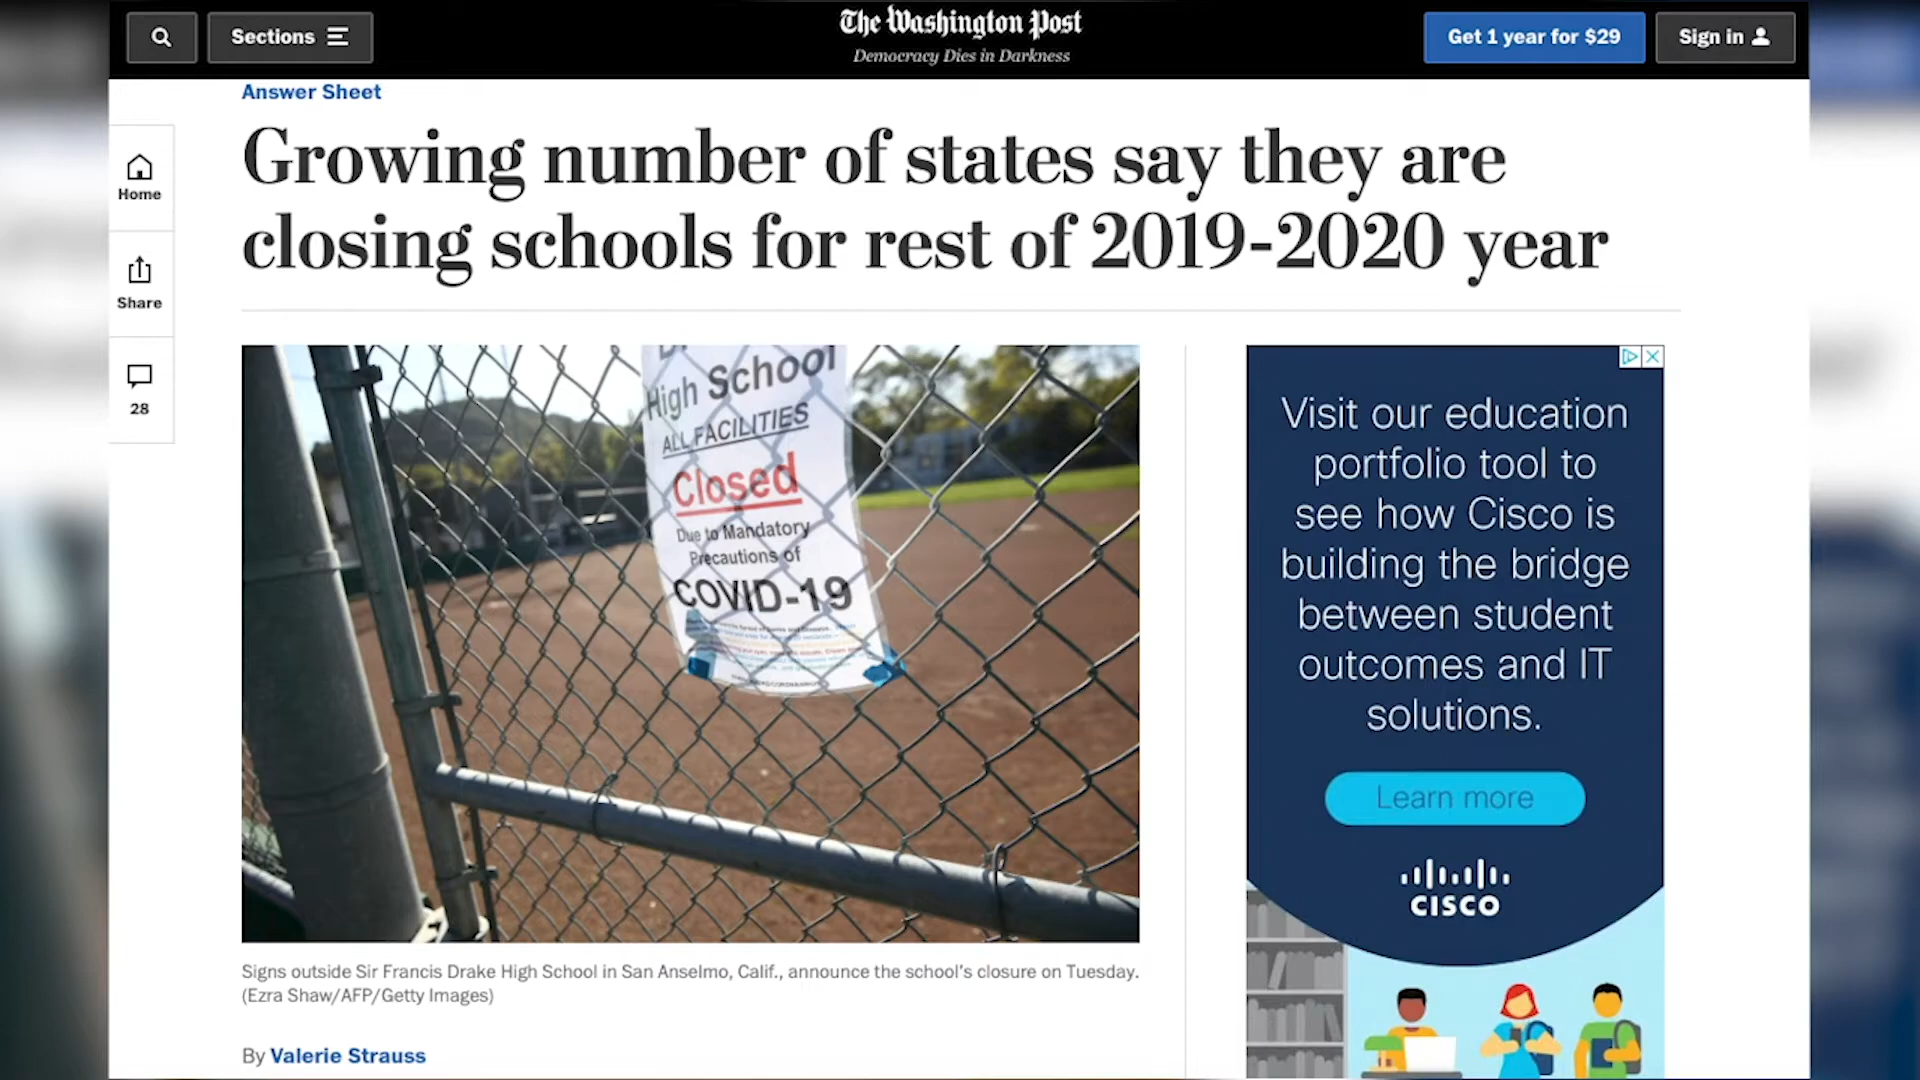 Sections
The Washington Post
Democracy Dies in Darkness
Get 1 year for $29
Sign in
Answer Sheet
Growing number of states say they are
closing schools for rest of 2019-2020 year
Home
Share
28
High School
ALL FACILITIES
Closed
Due to Mandatory
Precautions of
COVID-19
Visit our education
portfolio tool to
see how Cisco is
building the bridge
between student
outcomes and IT
solutions.
Learn more
CISCO
Signs outside Sir Francis Drake High School in San Anselmo, Calif., announce the school's closure on Tuesday.
(Ezra Shaw/AFP/Getty Images)
By Valerie Strauss